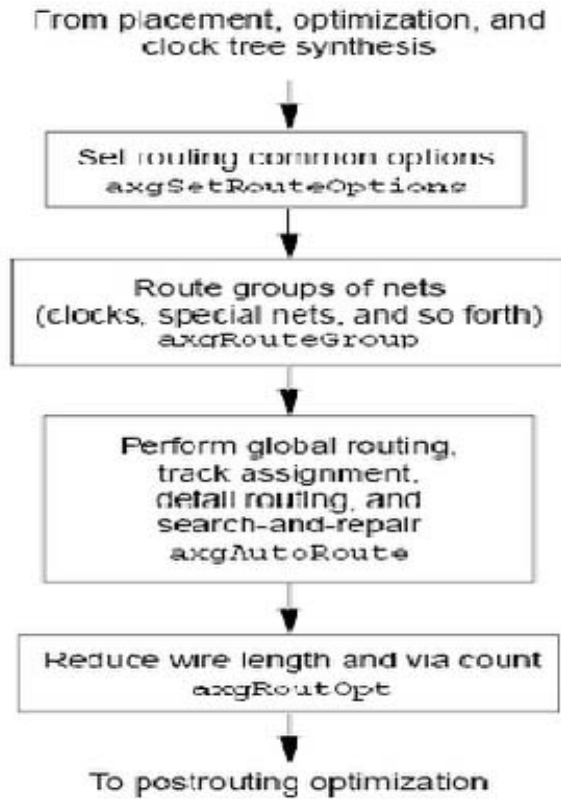 From placement, optimization, and
clock tree synthesis
Set routing common options
axgSetRouteOptions
Route groups of nets
(clocks, special nets, and so forth)
axgRouteGroup
Perform global routing,
track assignment,
detail routing, and
search-and-repair
axgAutoRoute
Reduce wire length and via count
axgRoutOpt
To postrouting optimization